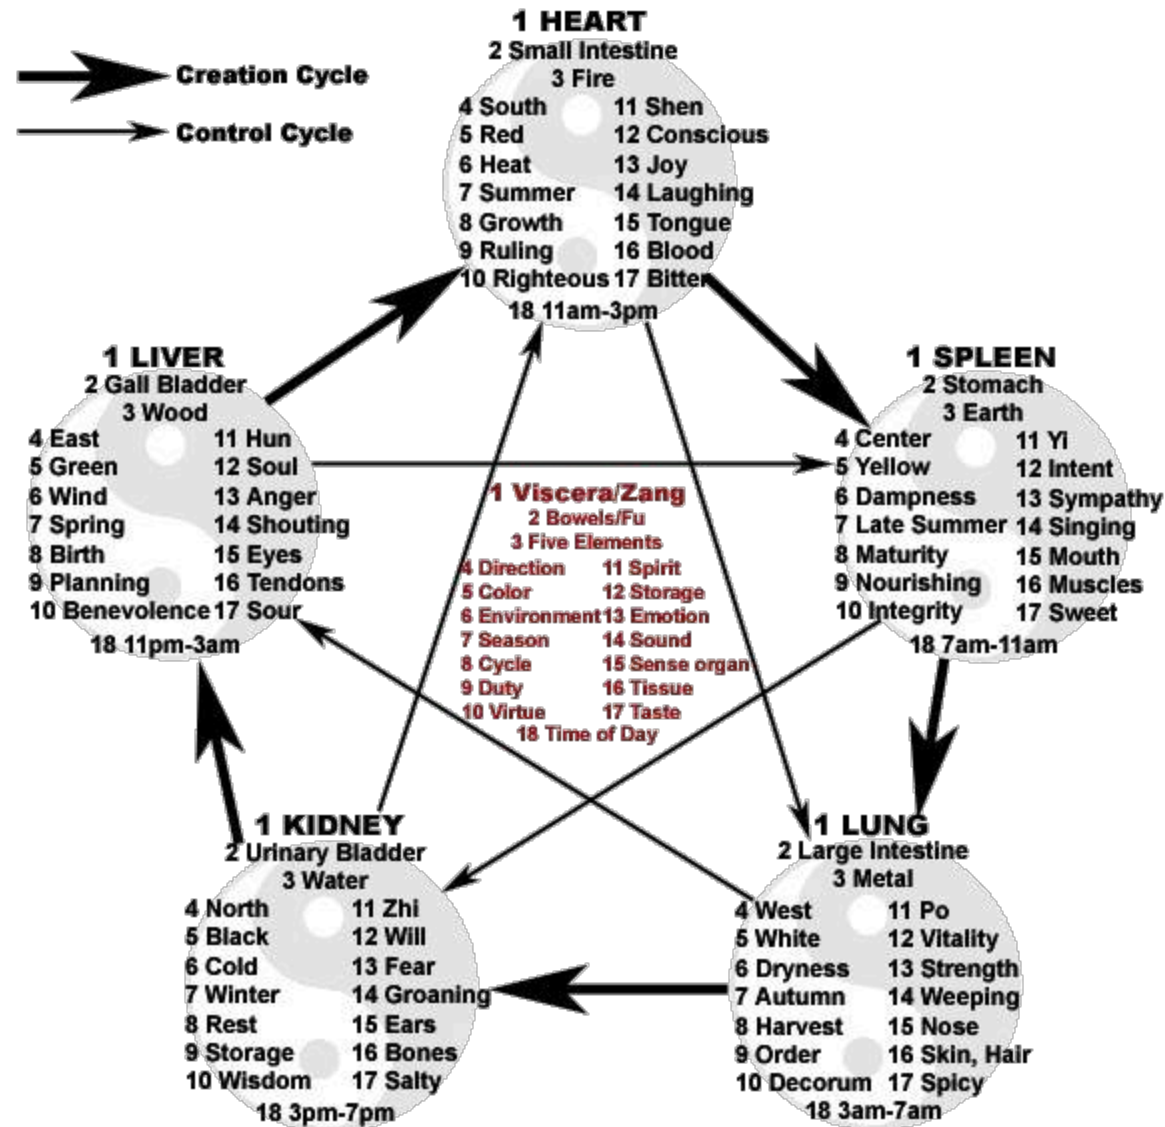 1 HEART
2 Small Intestine
3 Fire
4 South 11 Shen
5 Red 12 Conscious
6 Heat 13 Joy
7 Summer 14 Laughing
8 Growth 15 Tongue
9 Ruling 16 Blood
10 Righteous 17 Bitter
18 11am-3pm
Creation Cycle
Control Cycle
1 LIVER
2 Gall Bladder
3 Wood
4 East 11 Hun
5 Green 12 Soul
6 Wind 13 Anger
7 Spring 14 Shouting
8 Birth 15 Eyes
9 Planning 16 Tendons
10 Benevolence 17 Sour
18 11pm-3am
1 SPLEEN
2 Stomach
3 Earth
4 Center 11 Yi
5 Yellow 12 Intent
6 Dampness 13 Sympathy
7 Late Summer 14 Singing
8 Maturity 15 Mouth
9 Nourishing 16 Muscles
10 Integrity 17 Sweet
18 7am-11am
1 Viscera/Zang
2 Bowels/Fu
3 Five Elements
4 Direction 11 Spirit
5 Color 12 Storage
6 Environment 13 Emotion
7 Season 14 Sound
8 Cycle 15 Sense organ
9 Duty 16 Tissue
10 Virtue 17 Taste
18 Time of Day
1 KIDNEY
2 Urinary Bladder
3 Water
4 North 11 Zhi
5 Black 12 Will
6 Cold 13 Fear
7 Winter 14 Groaning
8 Rest 15 Ears
9 Storage 16 Bones
10 Wisdom 17 Salty
18 3pm-7pm
1 LUNG
2 Large Intestine
3 Metal
4 West 11 Po
5 White 12 Vitality
6 Dryness 13 Strength
7 Autumn 14 Weeping
8 Harvest 15 Nose
9 Order 16 Skin, Hair
10 Decorum 17 Spicy
18 3am-7am